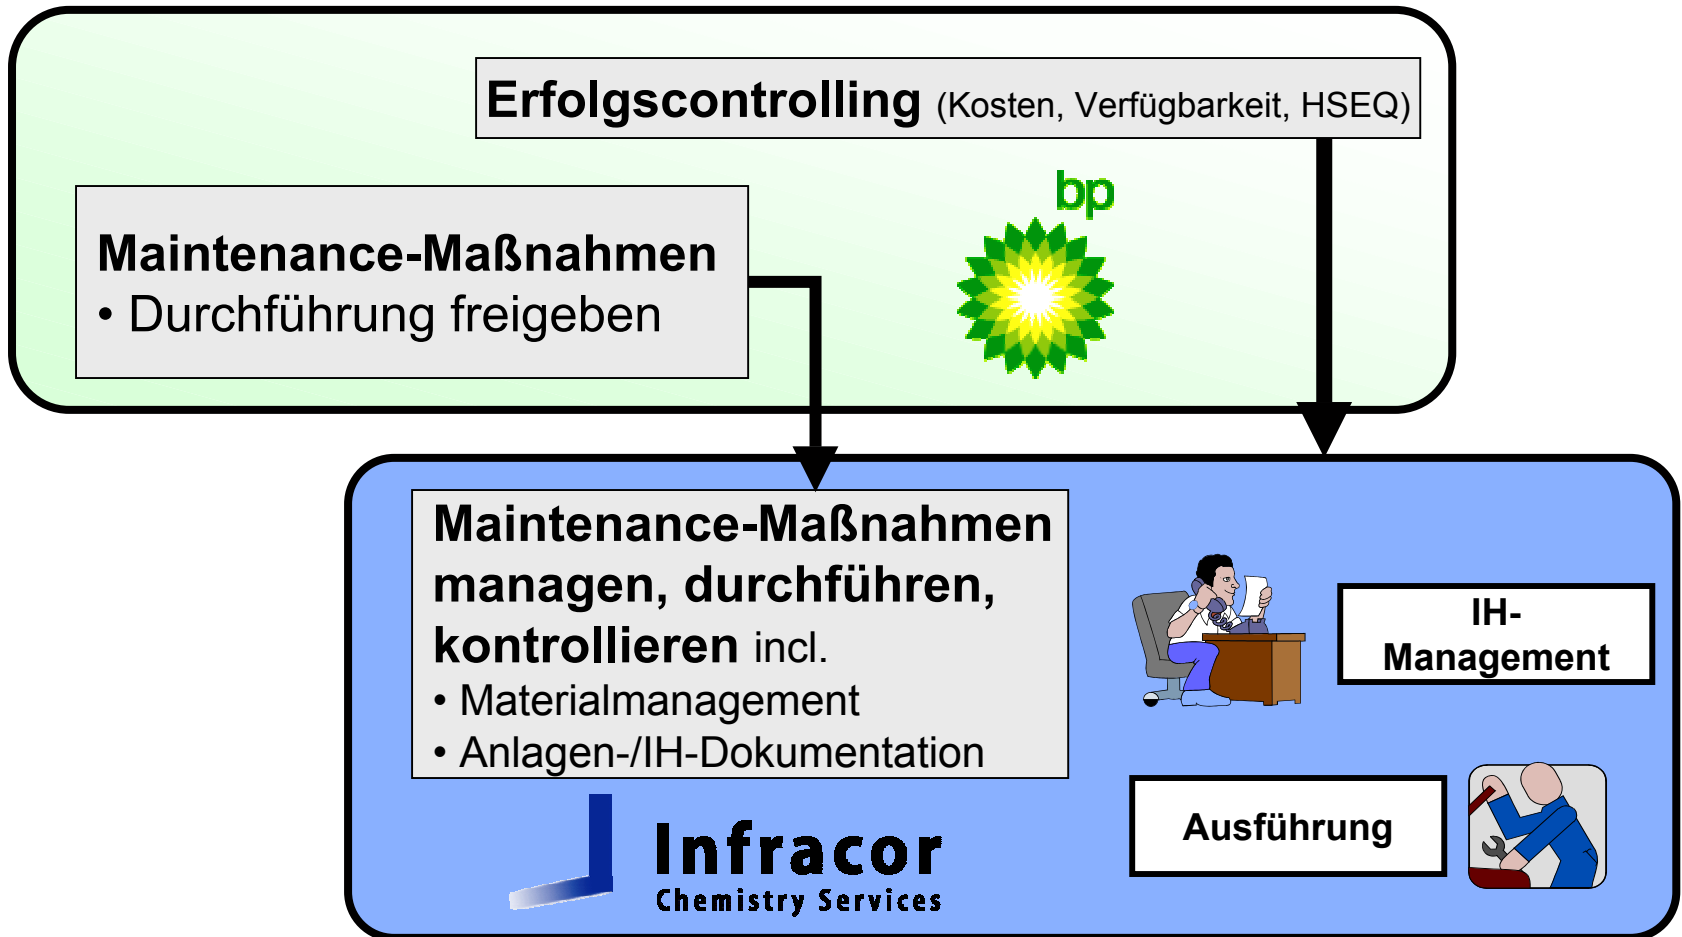 Erfolgscontrolling (Kosten, Verfügbarkeit, HSEQ)
bp
Maintenance-Maßnahmen
• Durchführung freigeben
Maintenance-Maßnahmen
managen, durchführen,
kontrollieren incl.
• Materialmanagement
• Anlagen-/IH-Dokumentation
IH-
Management
Ausführung
Infracor
Chemistry Services